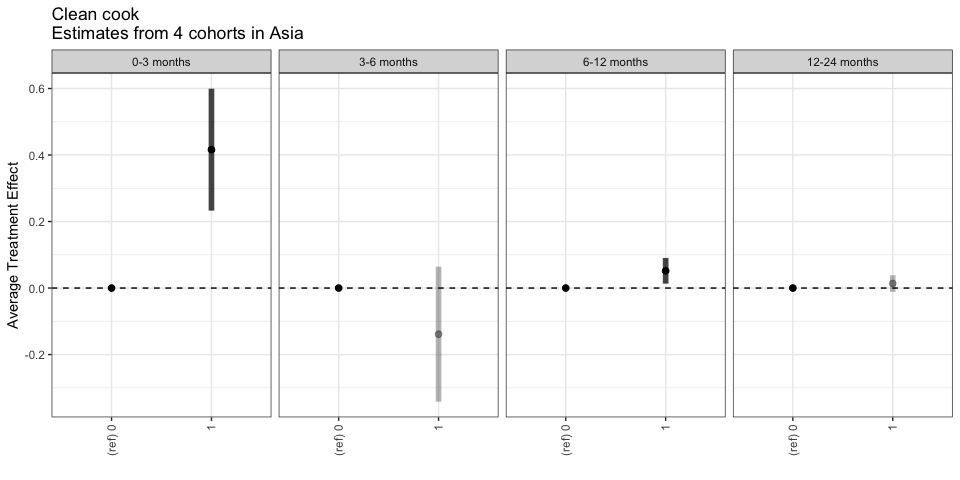 Clean cook
Estimates from 4 cohorts in Asia
0-3 months
3-6 months
6-12 months
12-24 months
Average Treatment Effect
0.6
0.4
0.2
0.0
-0.2
(ref) 0
1
(ref) 0
1
(ref) 0
1
(ref) 0
1